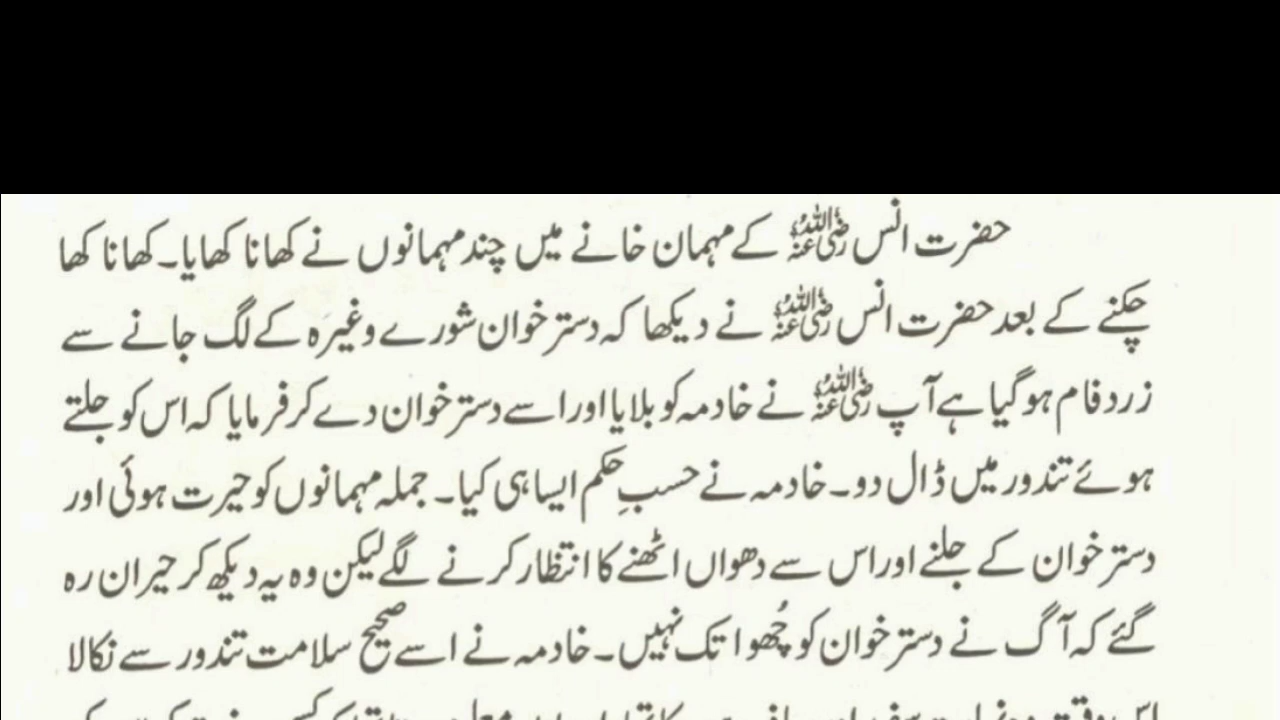 حضرت انس رضی اللہ عنہ کے مہمان خانے میں چند مہمانوں نے کھانا کھایا۔ کھانا کھا
چکنے کے بعد حضرت انس رضی اللہ عنہ نے دیکھا کہ دستر خوان شوربے وغیرہ کے لگ جانے سے
زرد فام ہو گیا ہے آپ رضی اللہ عنہ نے خادمہ کو بلایا اور اسے دستر خوان دے کر فرمایا کہ اس کو جلتے
ہوئے تندور میں ڈال دو۔ خادمہ نے حسبِ حکم ایسا ہی کیا۔ جملہ مہمانوں کو حیرت ہوئی اور
دستر خوان کے جلنے اور اس سے دھواں اٹھنے کا انتظار کرنے لگے لیکن وہ یہ دیکھ کر حیران رہ
گئے کہ آگ نے دستر خوان کو چُھوا تک نہیں۔ خادمہ نے اسے صحیح سلامت تندور سے نکالا